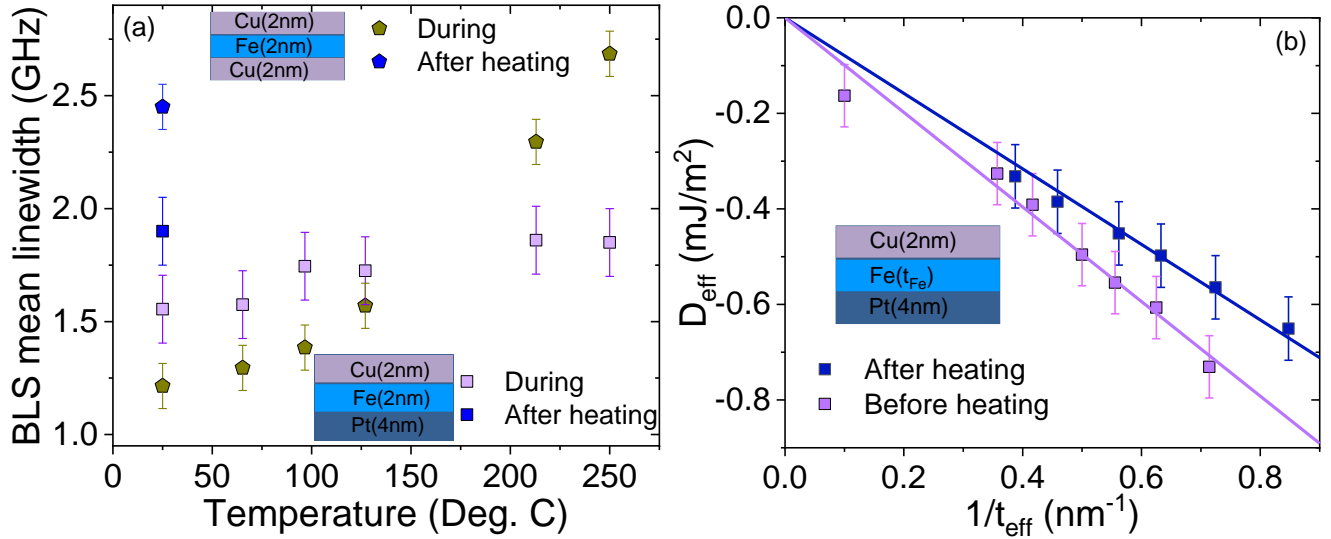 (a)
Cu(2nm)
Fe(2nm)
Cu(2nm)
During
After heating
BLS mean linewidth (GHz)
2.5
2.0
1.5
1.0
Cu(2nm)
Fe(2nm)
Pt(4nm)
During
After heating
0 50 100 150 200 250
Temperature (Deg. C)
(b)
D_eff (mJ/m²)
0.0
-0.2
-0.4
-0.6
-0.8
Cu(2nm)
Fe(t_Fe)
Pt(4nm)
After heating
Before heating
0.0 0.2 0.4 0.6 0.8
1/t_eff (nm⁻¹)